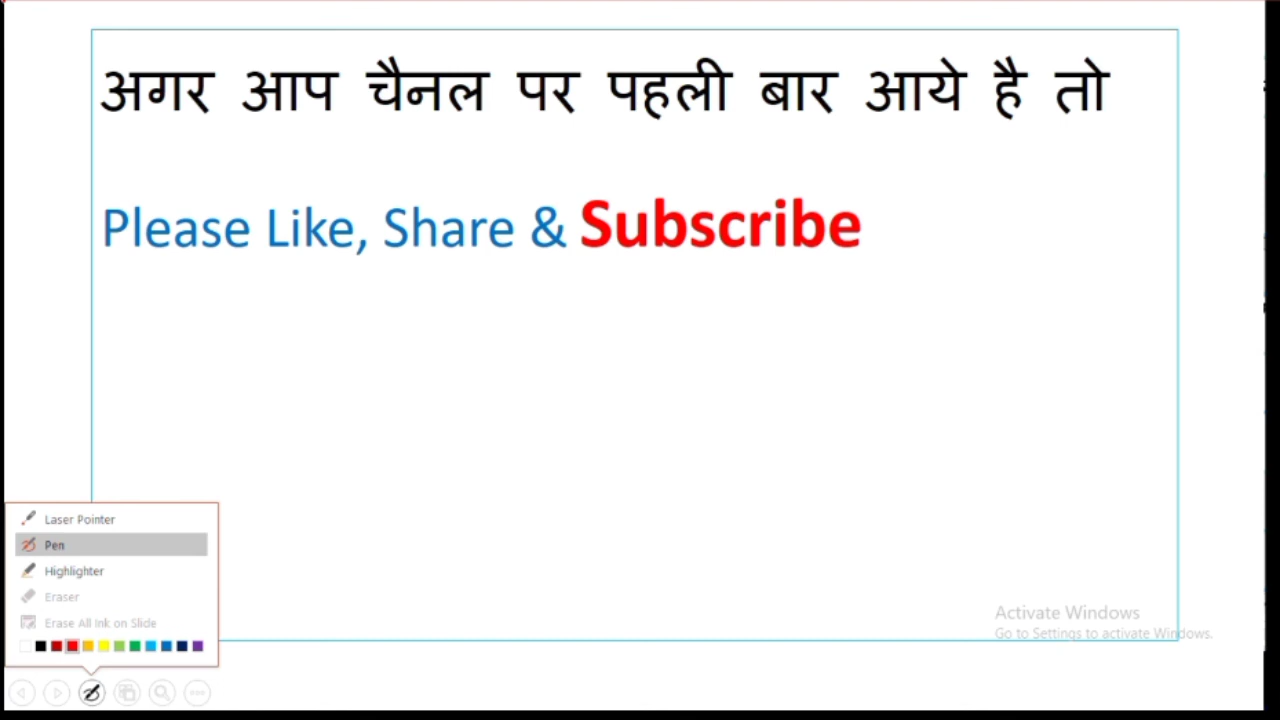 अगर आप चैनल पर पहली बार आये है तो
Please Like, Share & Subscribe
Laser Pointer
Pen
Highlighter
Eraser
Erase All Ink on Slide
Activate Windows
Go to Settings to activate Windows.